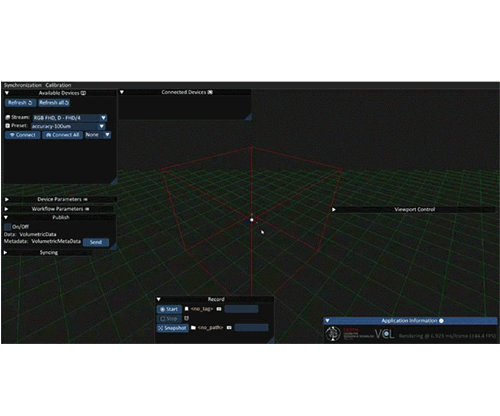 Synchronization Calibration
Available Devices
Refresh
Refresh all
Stream: RGB FHD, D - FHD/4
Preset: accuracy-100um
Connect
Connect All
None
Connected Devices
Device Parameters
Workflow Parameters
Publish
On/Off
Data: VolumetricData
Metadata: VolumetricMetaData
Send
Syncing
Viewport Control
Record
Start
<no_tag>
Stop
Snapshot
<no_path>
Application Information
VCL